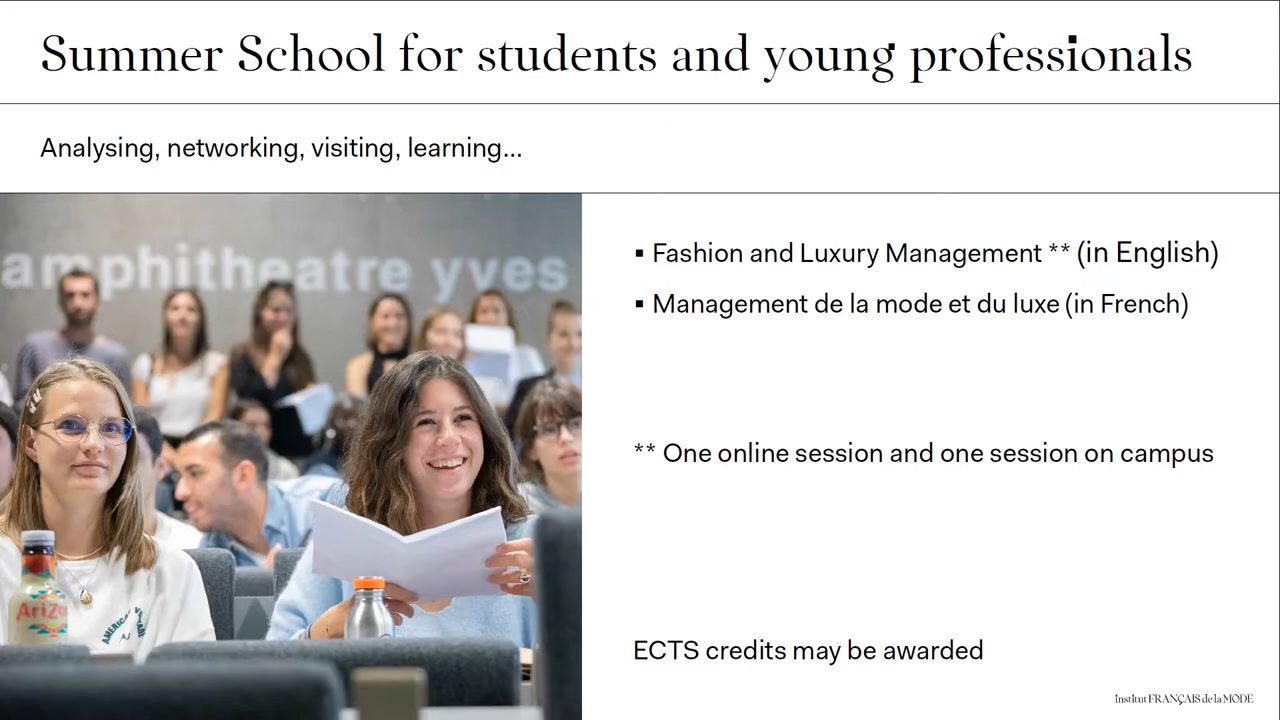 Summer School for students and young professionals
Analysing, networking, visiting, learning...
amphitheatre yves
▪ Fashion and Luxury Management ** (in English)
▪ Management de la mode et du luxe (in French)
** One online session and one session on campus
AriZo
ECTS credits may be awarded
institut FRANÇAIS de la MODE